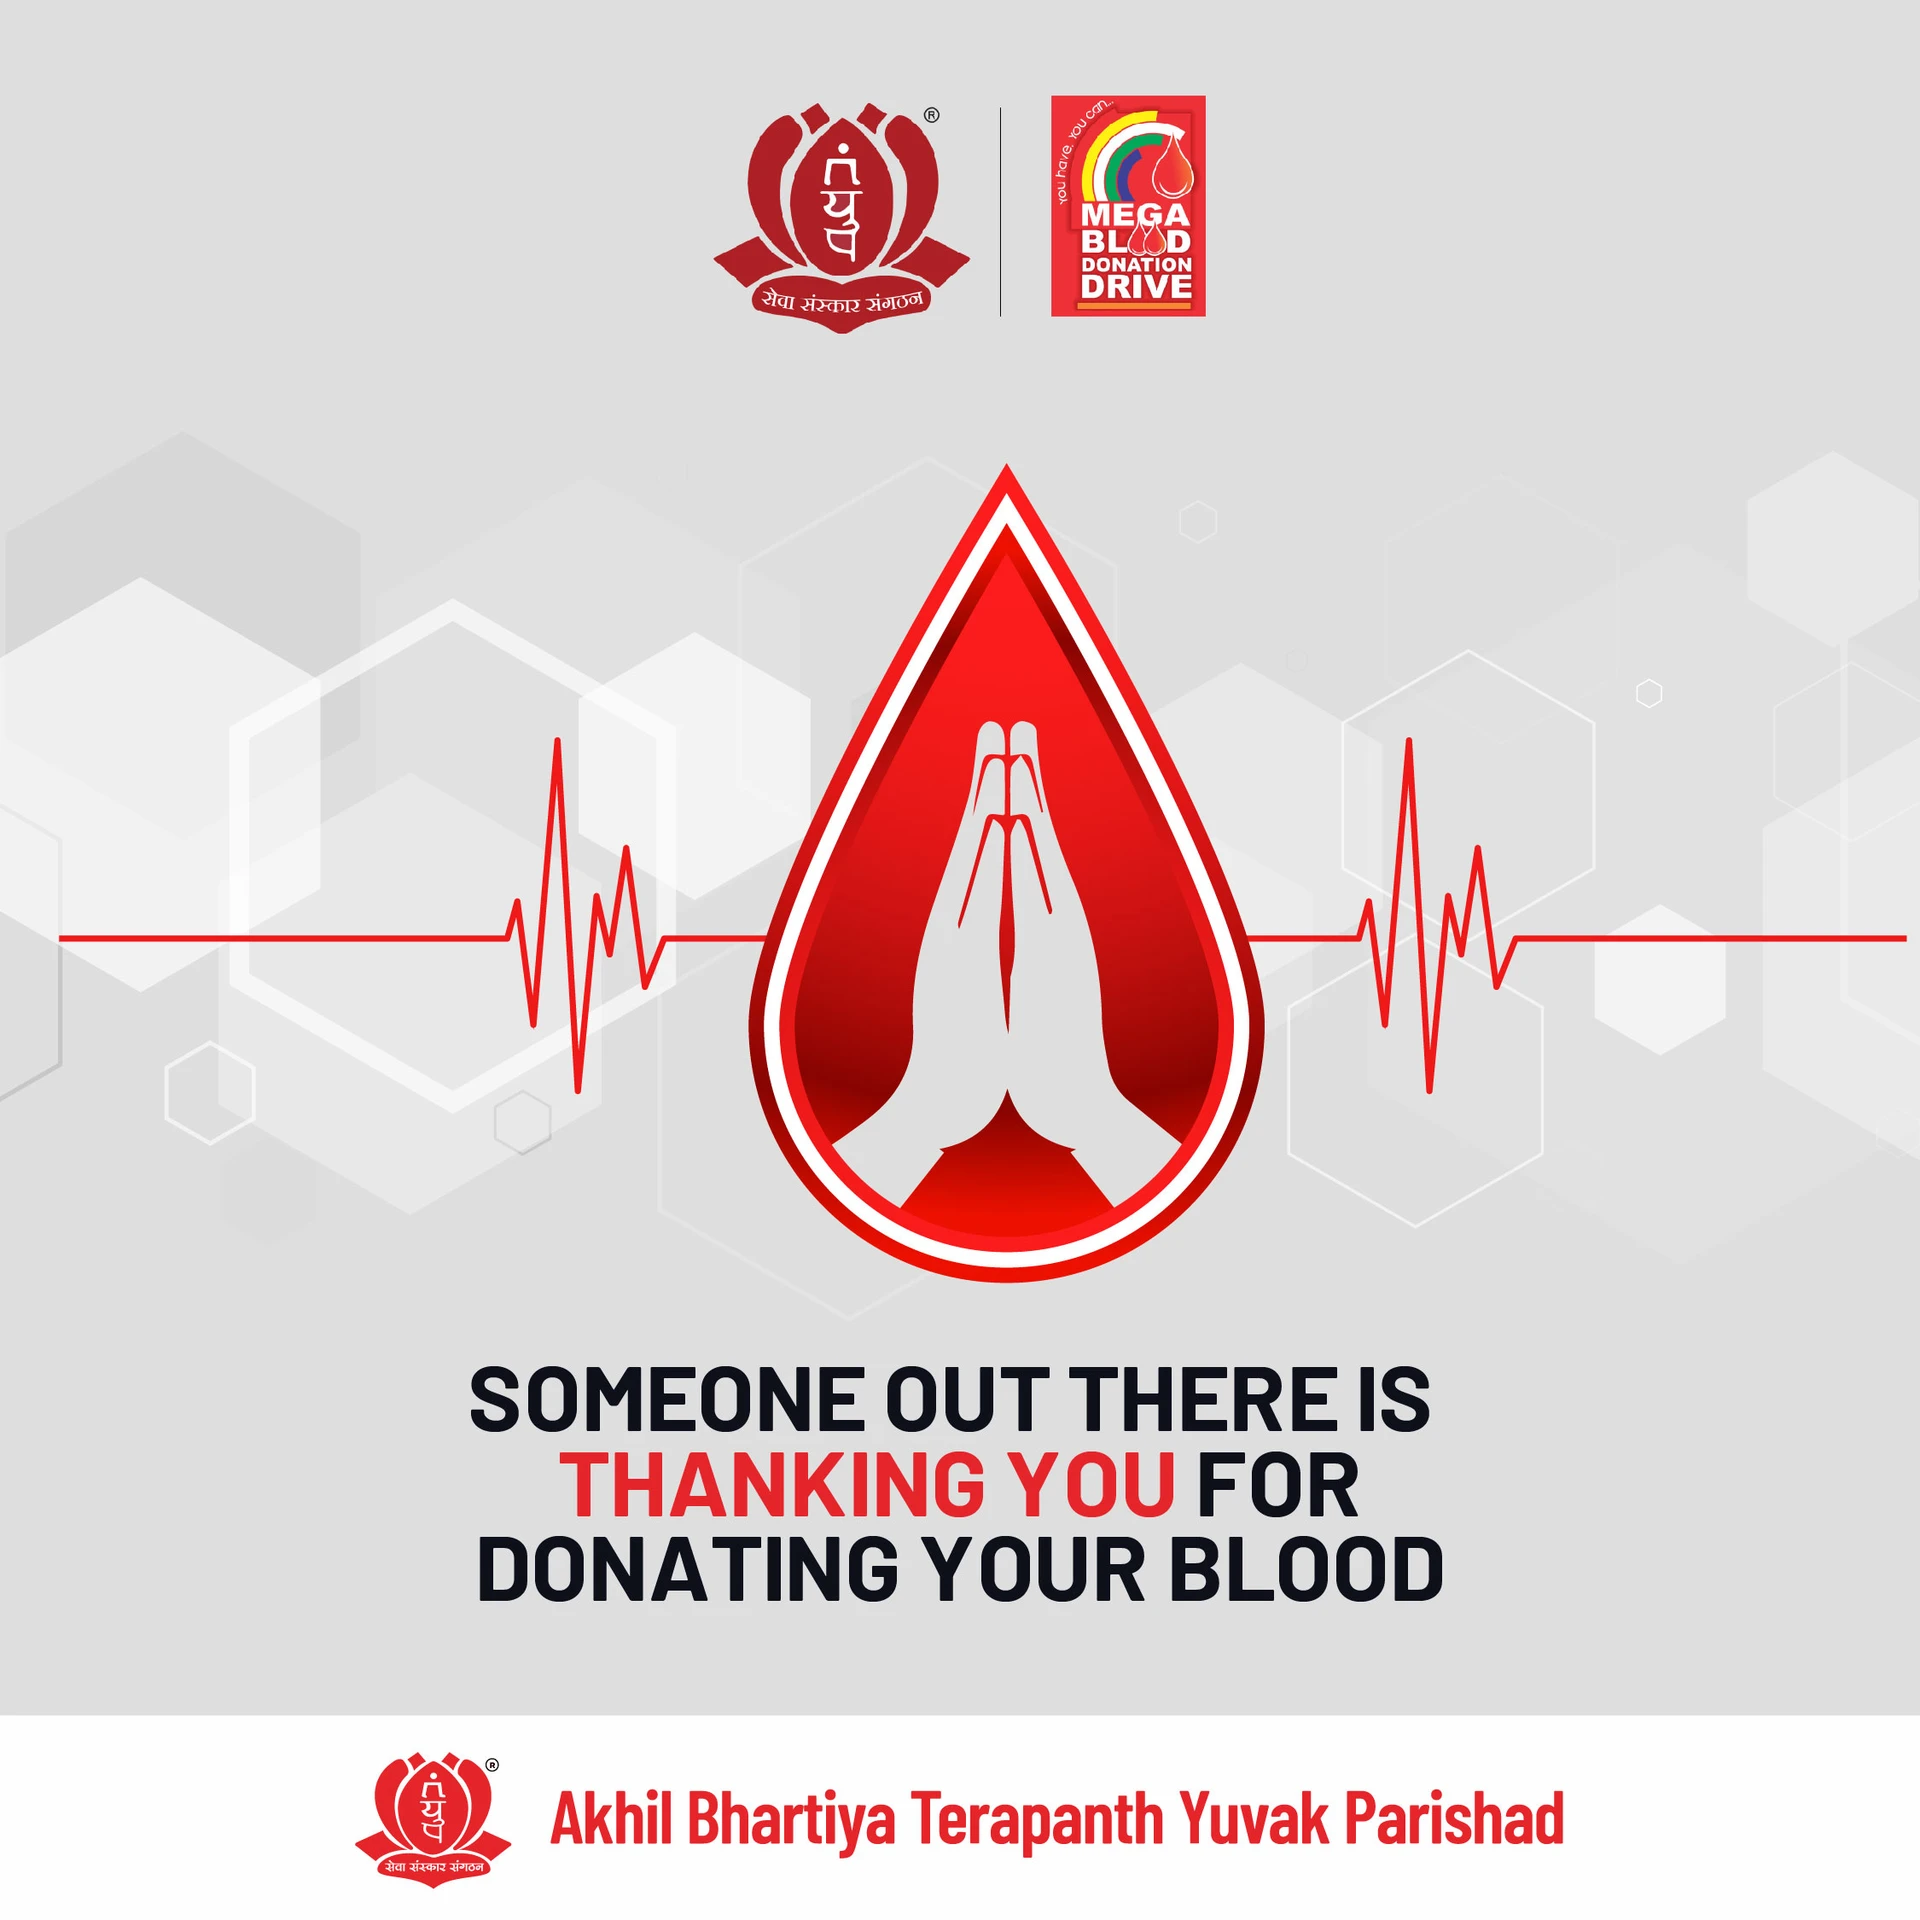 तं
यु
प
सेवा संस्कार संगठन
®
You have. You can...
MEGA
BLOOD
DONATION
DRIVE
SOMEONE OUT THERE IS
THANKING YOU FOR
DONATING YOUR BLOOD
तं
यु
प
सेवा संस्कार संगठन
®
Akhil Bhartiya Terapanth Yuvak Parishad